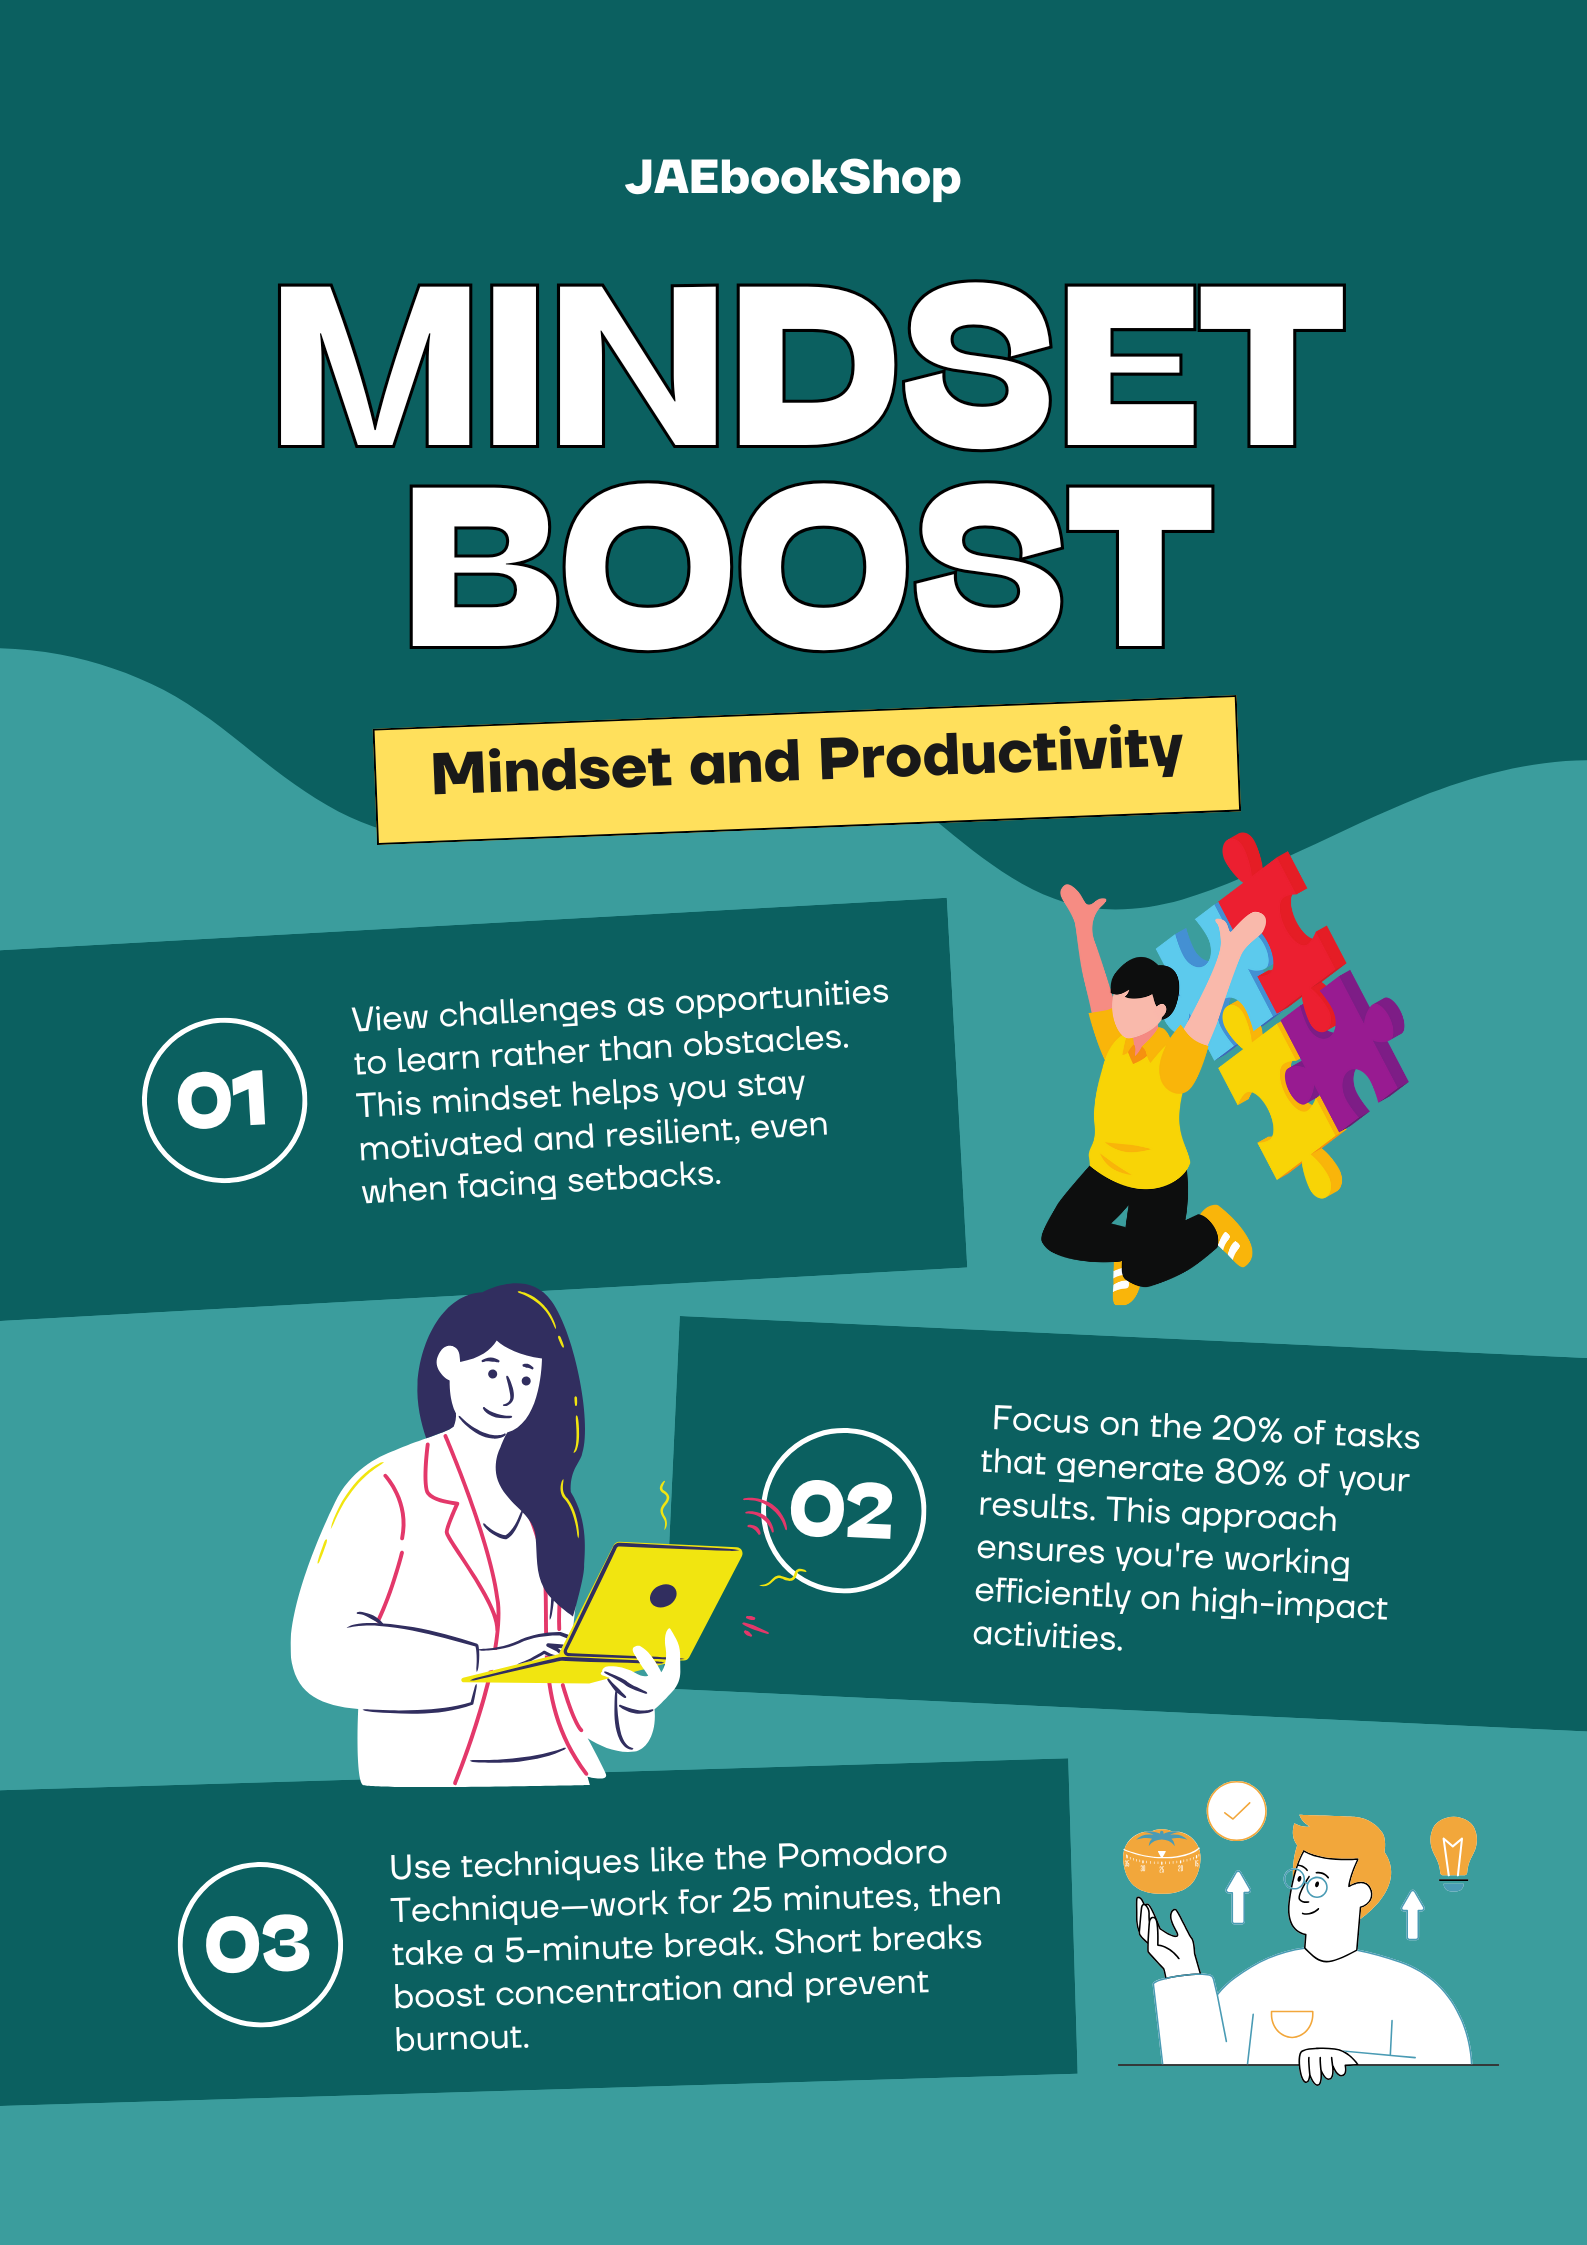 JAEbookShop
MINDSET
BOOST
Mindset and Productivity
01
View challenges as opportunities
to learn rather than obstacles.
This mindset helps you stay
motivated and resilient, even
when facing setbacks.
02
Focus on the 20% of tasks
that generate 80% of your
results. This approach
ensures you're working
efficiently on high-impact
activities.
03
Use techniques like the Pomodoro
Technique—work for 25 minutes, then
take a 5-minute break. Short breaks
boost concentration and prevent
burnout.